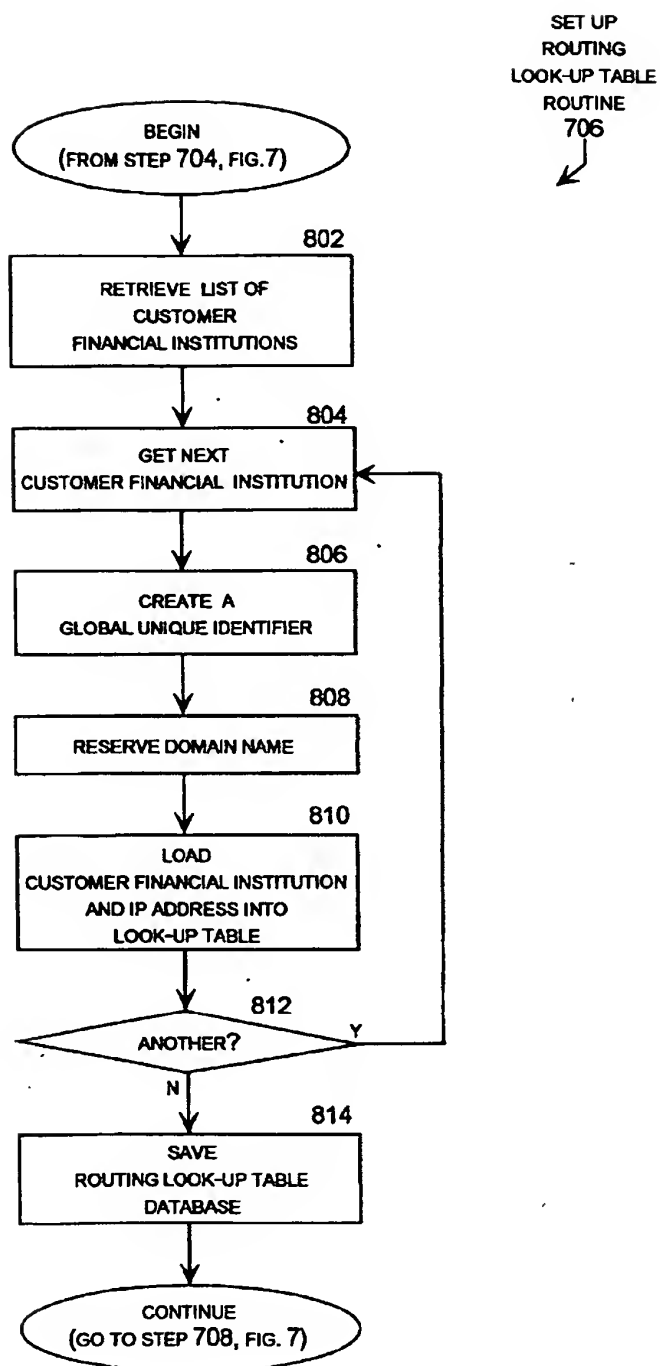 SET UP
ROUTING
LOOK-UP TABLE
ROUTINE
706
BEGIN
(FROM STEP 704, FIG.7)
802
RETRIEVE LIST OF
CUSTOMER
FINANCIAL INSTITUTIONS
804
GET NEXT
CUSTOMER FINANCIAL INSTITUTION
806
CREATE A
GLOBAL UNIQUE IDENTIFIER
808
RESERVE DOMAIN NAME
810
LOAD
CUSTOMER FINANCIAL INSTITUTION
AND IP ADDRESS INTO
LOOK-UP TABLE
812
ANOTHER?
Y
N
814
SAVE
ROUTING LOOK-UP TABLE
DATABASE
CONTINUE
(GO TO STEP 708, FIG. 7)